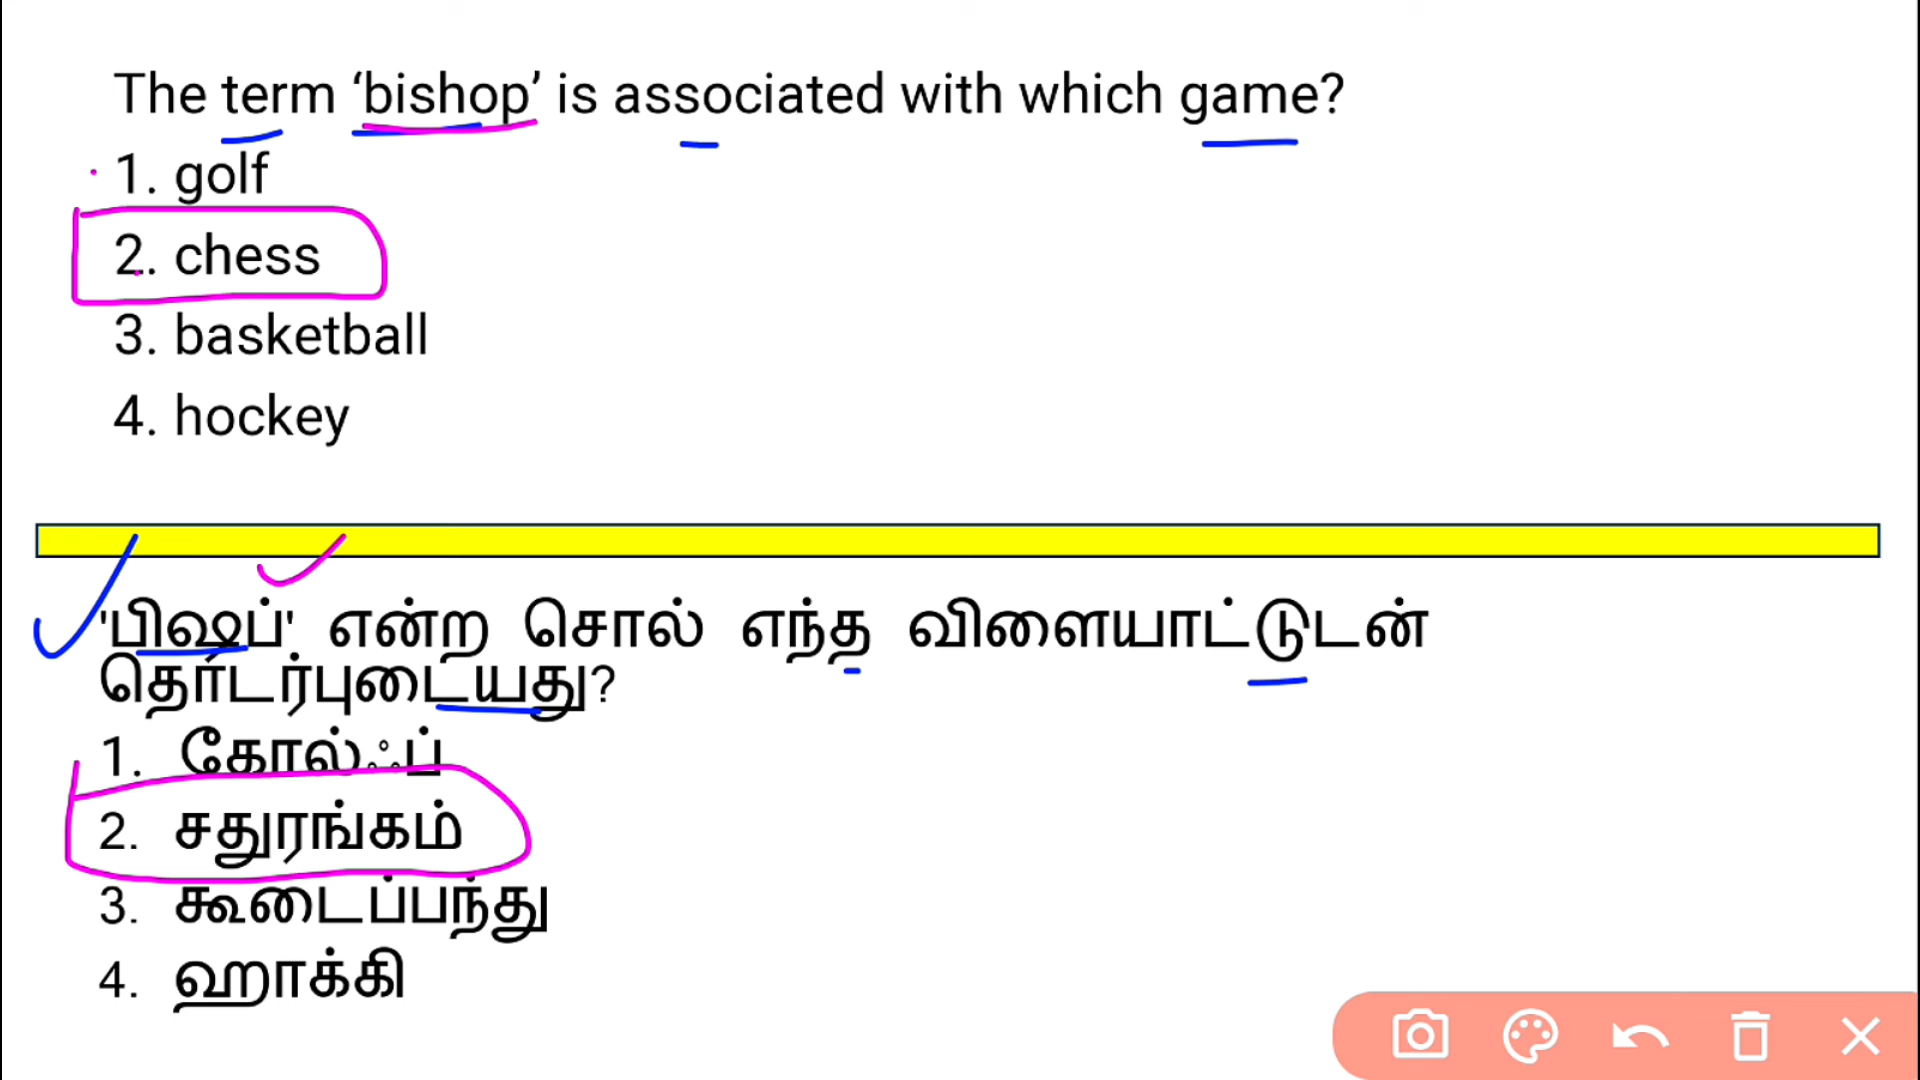 The term ‘bishop’ is associated with which game?
1. golf
2. chess
3. basketball
4. hockey
'பிஷப்' என்ற சொல் எந்த விளையாட்டுடன்
தொடர்புடையது?
1. கோல்ஃப்
2. சதுரங்கம்
3. கூடைப்பந்து
4. ஹாக்கி